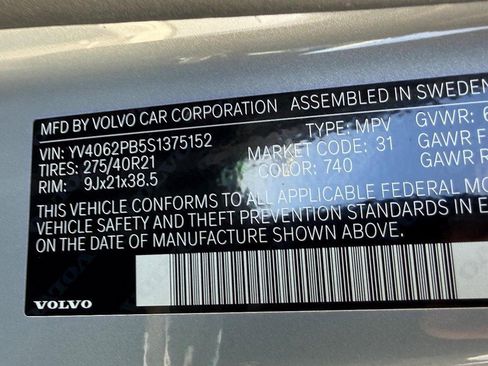 MFD BY VOLVO CAR CORPORATION ASSEMBLED IN SWEDEN
VIN: YV4062PB5S1375152 TYPE: MPV GVWR: 6
TIRES: 275/40R21 MARKET CODE: 31 GAWR F
RIM: 9Jx21x38.5 COLOR: 740 GAWR R
THIS VEHICLE CONFORMS TO ALL APPLICABLE FEDERAL MO
VEHICLE SAFETY AND THEFT PREVENTION STANDARDS IN E
ON THE DATE OF MANUFACTURE SHOWN ABOVE.
VOLVO